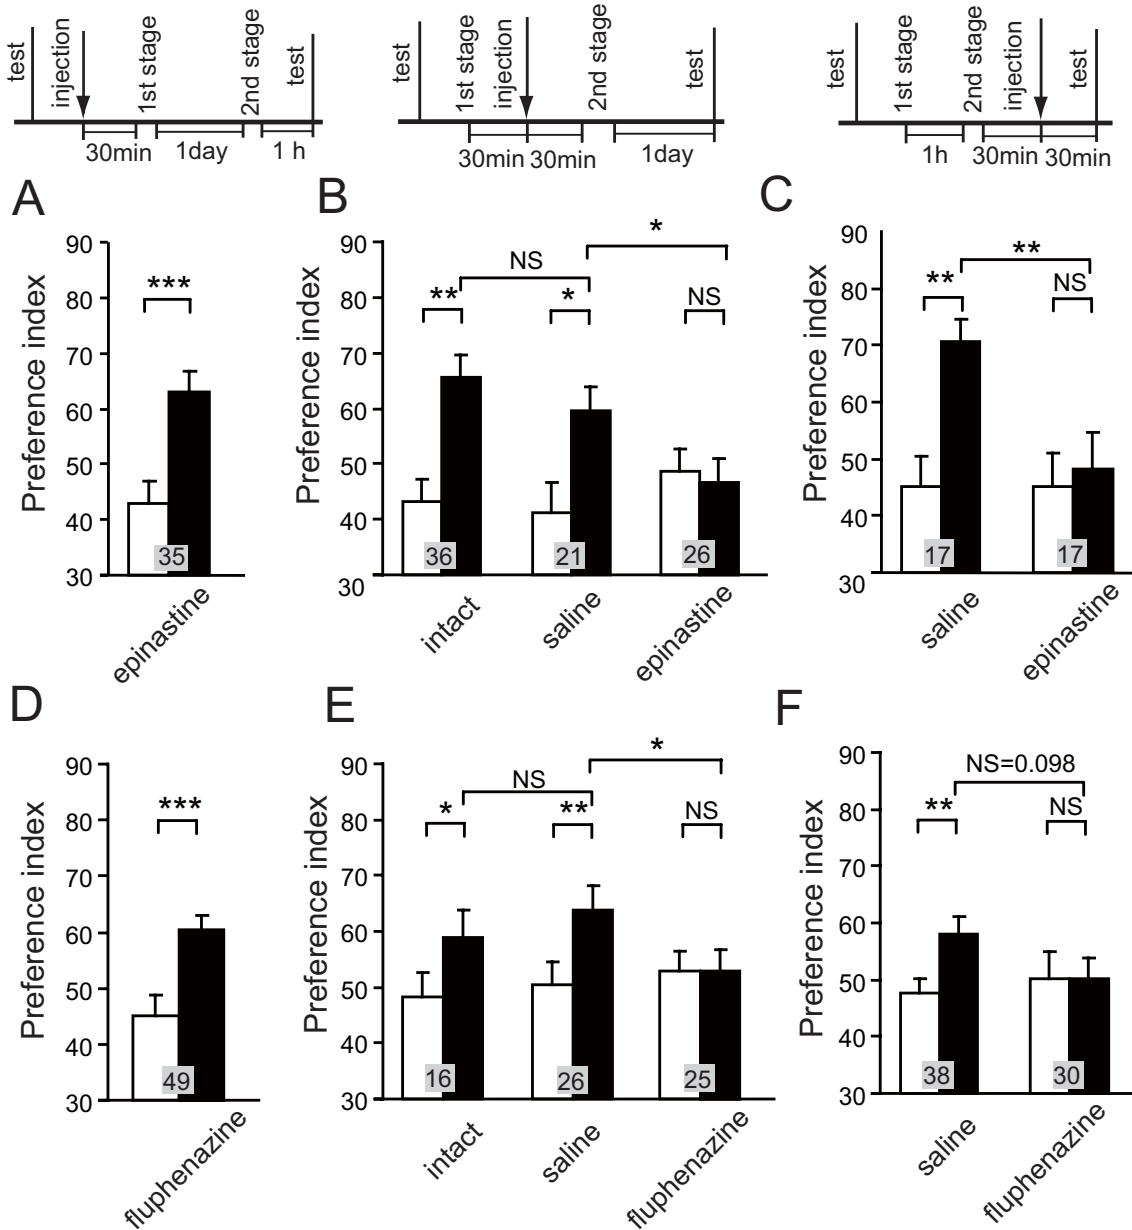 test
injection
1st stage
2nd stage
test
30min
1day
1 h
test
1st stage
injection
2nd stage
test
30min 30min
1day
test
1st stage
2nd stage
injection
test
1h
30min
30min
A
Preference index
90
80
70
60
50
40
30
***
35
epinastine
B
Preference index
90
80
70
60
50
40
30
NS
*
**
*
NS
36
21
26
intact
saline
epinastine
C
Preference index
90
80
70
60
50
40
30
**
**
NS
17
17
saline
epinastine
D
Preference index
90
80
70
60
50
40
30
***
49
fluphenazine
E
Preference index
90
80
70
60
50
40
30
NS
*
*
**
NS
16
26
25
intact
saline
fluphenazine
F
Preference index
90
80
70
60
50
40
30
NS=0.098
**
NS
38
30
saline
fluphenazine